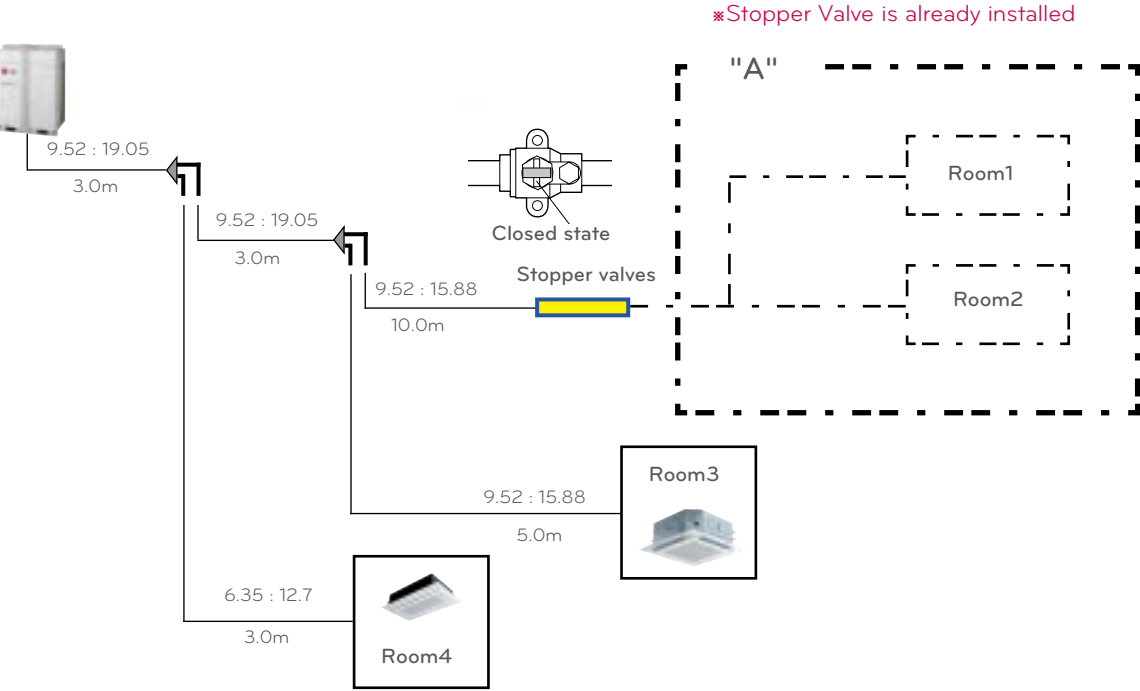 ※Stopper Valve is already installed
"A"
9.52 : 19.05
3.0m
Room1
9.52 : 19.05
3.0m
Closed state
Stopper valves
9.52 : 15.88
10.0m
Room2
Room3
9.52 : 15.88
5.0m
6.35 : 12.7
3.0m
Room4